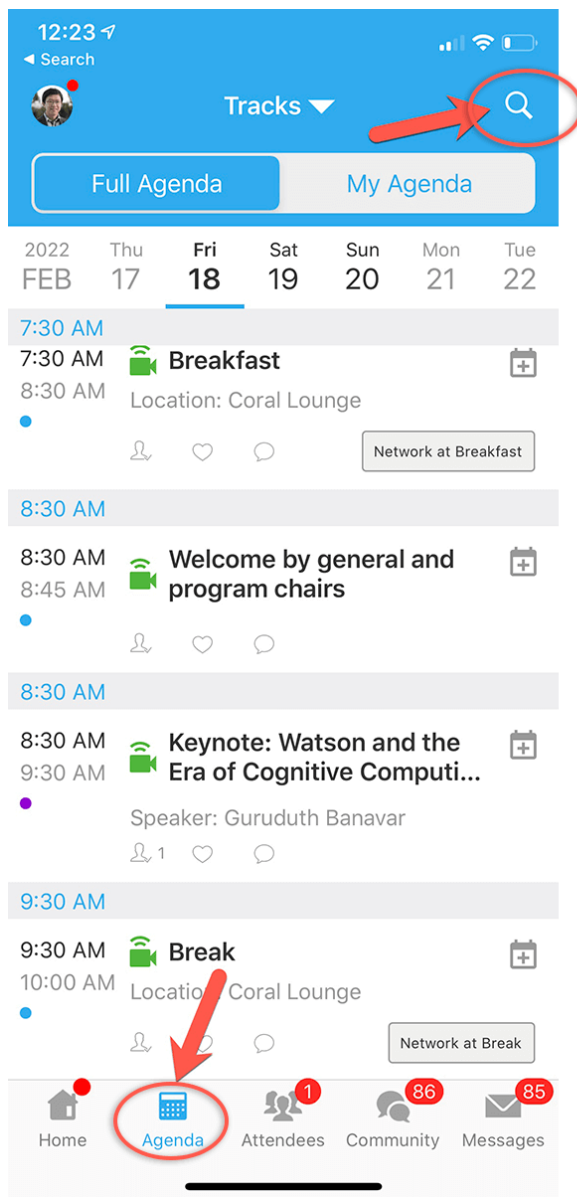 12:23
Search
Tracks
Full Agenda My Agenda
2022 Thu Fri Sat Sun Mon Tue
FEB 17 18 19 20 21 22
7:30 AM
7:30 AM Breakfast
8:30 AM Location: Coral Lounge
Network at Breakfast
8:30 AM
8:30 AM Welcome by general and
8:45 AM program chairs
8:30 AM
8:30 AM Keynote: Watson and the
9:30 AM Era of Cognitive Computi...
Speaker: Guruduth Banavar
1
9:30 AM
9:30 AM Break
10:00 AM Location: Coral Lounge
Network at Break
1 86 85
Home Agenda Attendees Community Messages